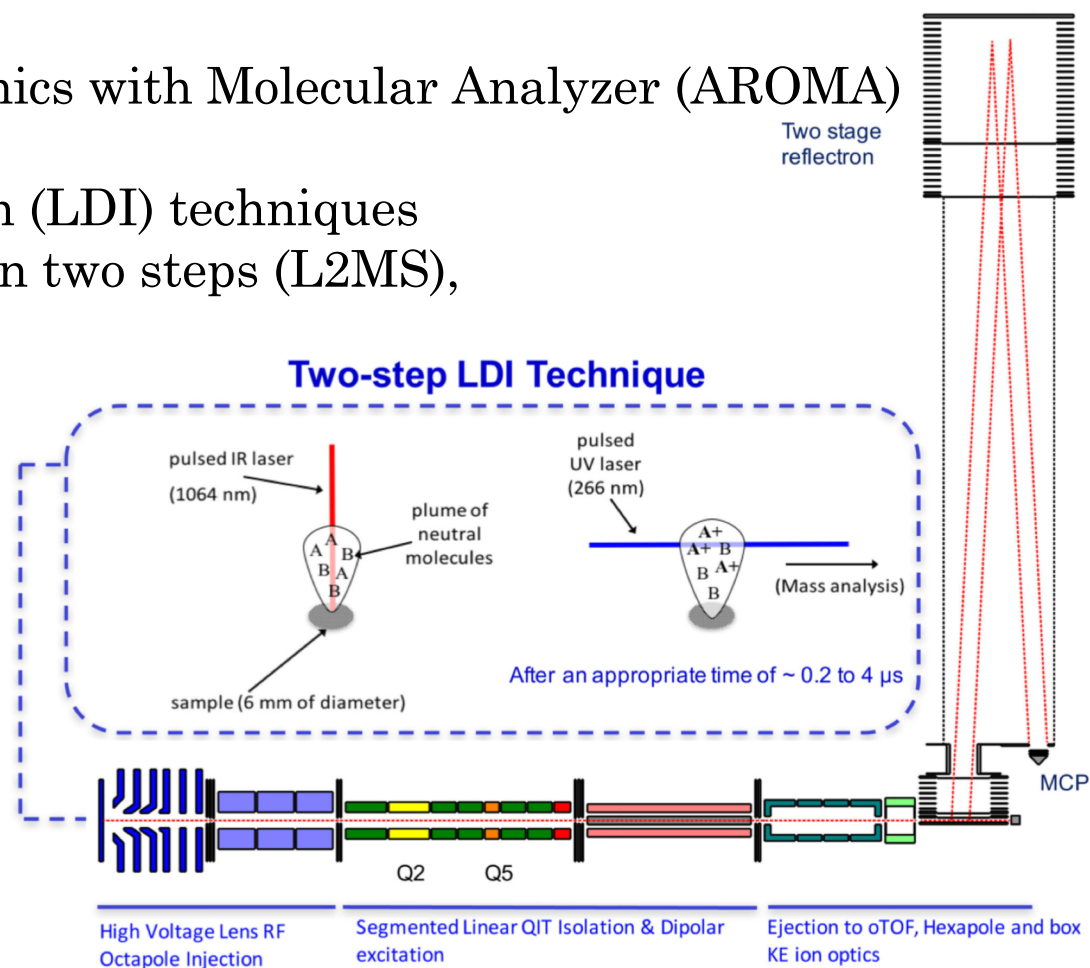 nics with Molecular Analyzer (AROMA)
Two stage
reflectron
n (LDI) techniques
n two steps (L2MS),
Two-step LDI Technique
pulsed IR laser
(1064 nm)
plume of
neutral
molecules
A
A
B
B
A
B
sample (6 mm of diameter)
pulsed
UV laser
(266 nm)
A+
A+ B
B A+
B
(Mass analysis)
After an appropriate time of ~ 0.2 to 4 μs
MCP
Q2
Q5
High Voltage Lens RF
Octapole Injection
Segmented Linear QIT Isolation & Dipolar
excitation
Ejection to oTOF, Hexapole and box
KE ion optics